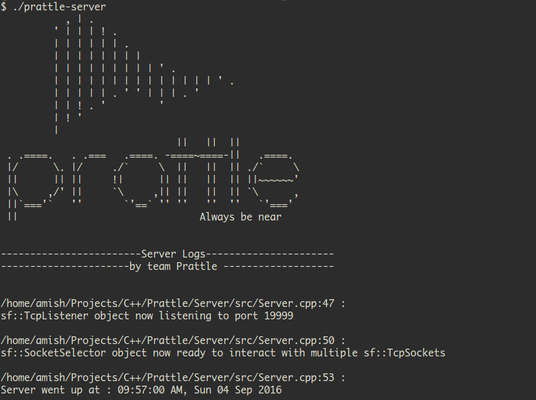 $ ./prattle-server
prattle
Always be near
-----------------------Server Logs---------------------
---------------------by team Prattle ------------------
/home/amish/Projects/C++/Prattle/Server/src/Server.cpp:47 :
sf::TcpListener object now listening to port 19999
/home/amish/Projects/C++/Prattle/Server/src/Server.cpp:50 :
sf::SocketSelector object now ready to interact with multiple sf::TcpSockets
/home/amish/Projects/C++/Prattle/Server/src/Server.cpp:53 :
Server went up at : 09:57:00 AM, Sun 04 Sep 2016